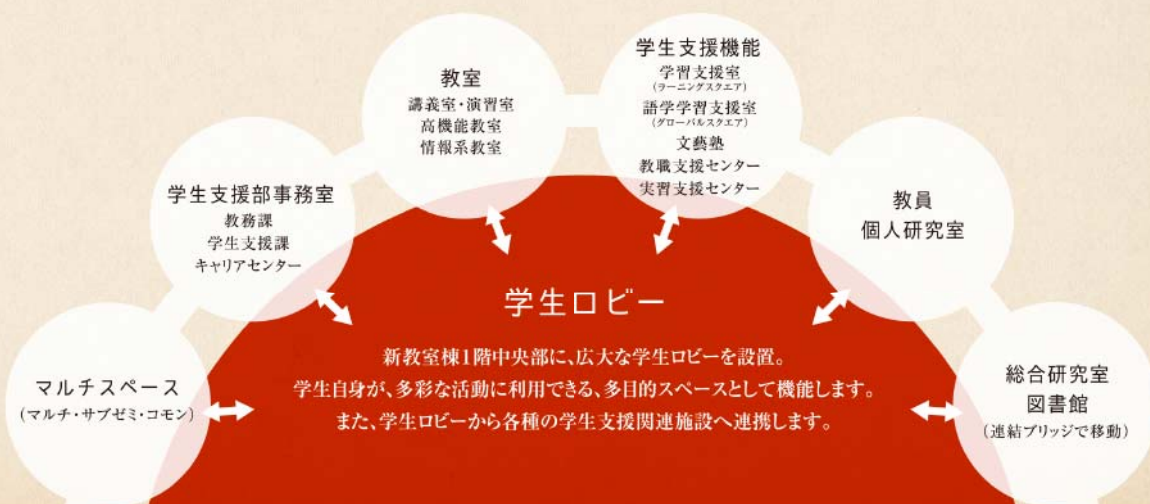 学生支援機能
学習支援室
(ラーニングスクエア)
語学学習支援室
(グローバルスクエア)
文藝塾
教職支援センター
実習支援センター
教室
講義室・演習室
高機能教室
情報系教室
学生支援部事務室
教務課
学生支援課
キャリアセンター
教員
個人研究室
マルチスペース
(マルチ・サブゼミ・コモン)
総合研究室
図書館
(連結ブリッジで移動)
学生ロビー
新教室棟1階中央部に、広大な学生ロビーを設置。
学生自身が、多彩な活動に利用できる、多目的スペースとして機能します。
また、学生ロビーから各種の学生支援関連施設へ連携します。